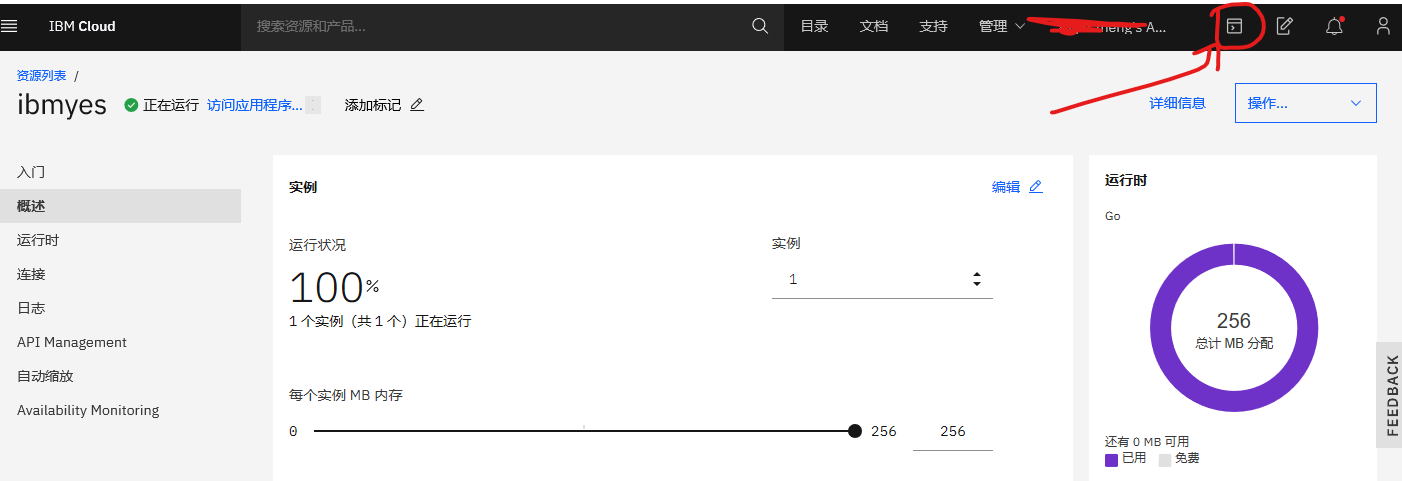 IBM Cloud 搜索资源和产品... 目录 文档 支持 管理 A...
资源列表 /
ibmyes 正在运行 访问应用程序... 添加标记 详细信息 操作...
入门
概述
运行时
连接
日志
API Management
自动缩放
Availability Monitoring
实例 编辑
运行状况 实例
100% 1
1 个实例（共 1 个）正在运行
每个实例 MB 内存
0 256 256
运行时
Go
256
总计 MB 分配
还有 0 MB 可用
已用 免费
FEEDBACK